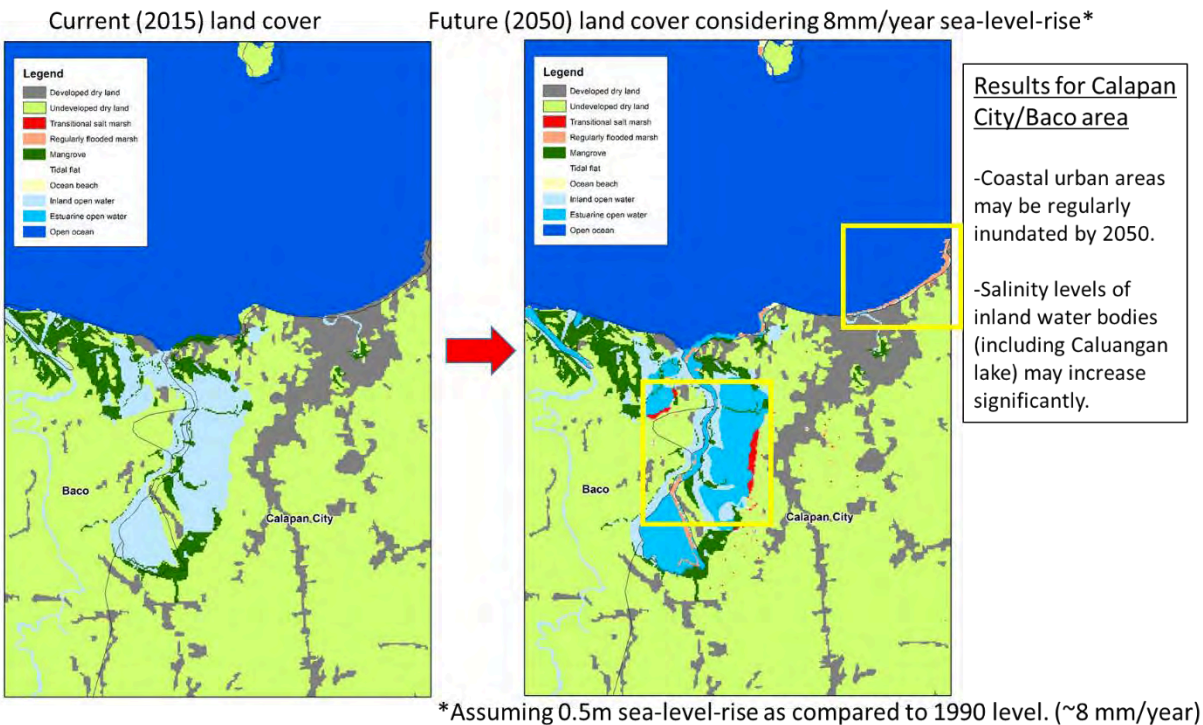 Current (2015) land cover
Future (2050) land cover considering 8mm/year sea-level-rise*
Legend
Developed dry land
Undeveloped dry land
Transitional salt marsh
Regularly flooded marsh
Mangrove
Tidal flat
Ocean beach
Inland open water
Estuarine open water
Open ocean
Baco
Calapan City
Legend
Developed dry land
Undeveloped dry land
Transitional salt marsh
Regularly flooded marsh
Mangrove
Tidal flat
Ocean beach
Inland open water
Estuarine open water
Open ocean
Baco
Calapan City
Results for Calapan
City/Baco area
-Coastal urban areas
may be regularly
inundated by 2050.
-Salinity levels of
inland water bodies
(including Caluangan
lake) may increase
significantly.
*Assuming 0.5m sea-level-rise as compared to 1990 level. (~8 mm/year)